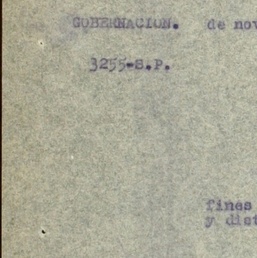 GOBERNACION. de nov
3255-S.P.
fines
y dist